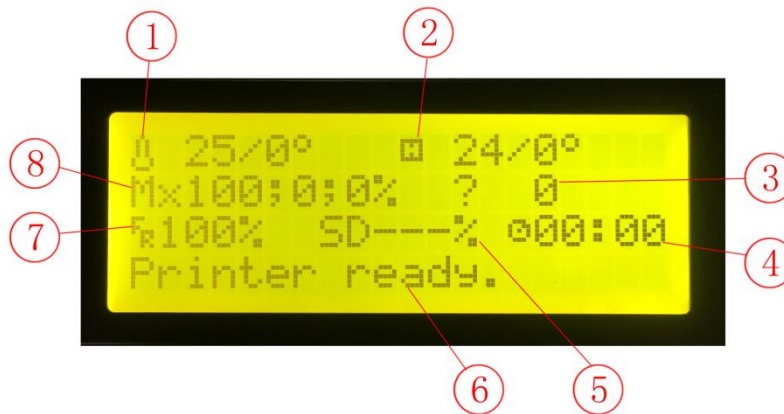 1 2
25/0° 24/0°
8 Mx100;0;0% ? 0 3
7 FR100% SD---% 00:00 4
Printer ready.
6 5